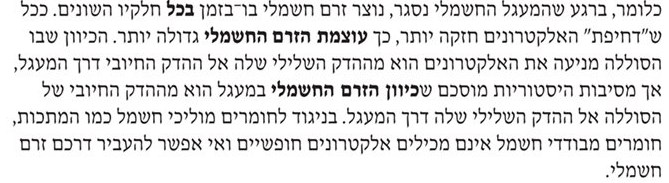 כלומר, ברגע שהמעגל החשמלי נסגר, נוצר זרם חשמלי בו־בזמן בכל חלקיו השונים. ככל
ש"דחיפת" האלקטרונים חזקה יותר, כך עוצמת הזרם החשמלי גדולה יותר. הכיוון שבו
הסוללה מניעה את האלקטרונים הוא מההדק השלילי שלה אל ההדק החיובי דרך המעגל,
אך מסיבות היסטוריות מוסכם שכיוון הזרם החשמלי במעגל הוא מההדק החיובי של
הסוללה אל ההדק השלילי שלה דרך המעגל. בניגוד לחומרים מוליכי חשמל כמו המתכות,
חומרים מבודדי חשמל אינם מכילים אלקטרונים חופשיים ואי אפשר להעביר דרכם זרם
חשמלי.